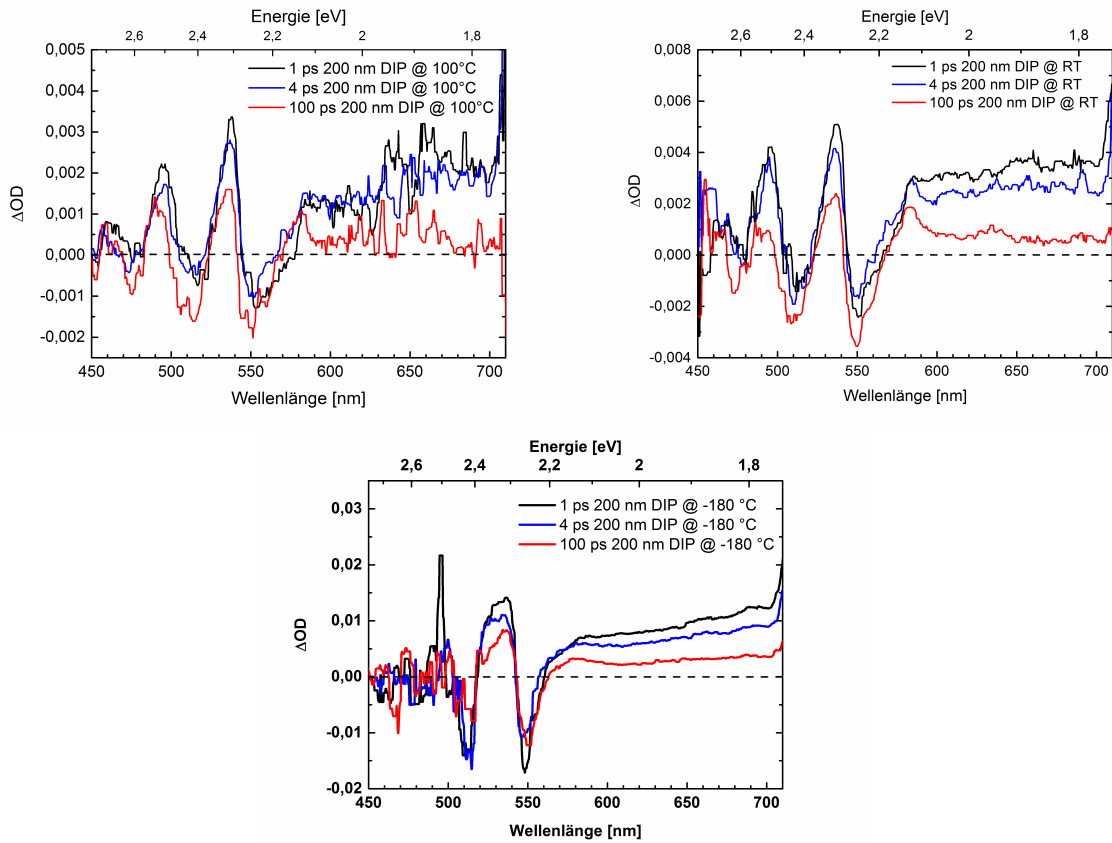 Energie [eV]
2,6 2,4 2,2 2 1,8
0,005
0,004
0,003
0,002
0,001
0,000
-0,001
-0,002
ΔOD
1 ps 200 nm DIP @ 100°C
4 ps 200 nm DIP @ 100°C
100 ps 200 nm DIP @ 100°C
450 500 550 600 650 700
Wellenlänge [nm]
Energie [eV]
2,6 2,4 2,2 2 1,8
0,008
0,006
0,004
0,002
0,000
-0,002
-0,004
ΔOD
1 ps 200 nm DIP @ RT
4 ps 200 nm DIP @ RT
100 ps 200 nm DIP @ RT
450 500 550 600 650 700
Wellenlänge [nm]
Energie [eV]
2,6 2,4 2,2 2 1,8
0,03
0,02
0,01
0,00
-0,01
-0,02
ΔOD
1 ps 200 nm DIP @ -180 °C
4 ps 200 nm DIP @ -180 °C
100 ps 200 nm DIP @ -180 °C
450 500 550 600 650 700
Wellenlänge [nm]